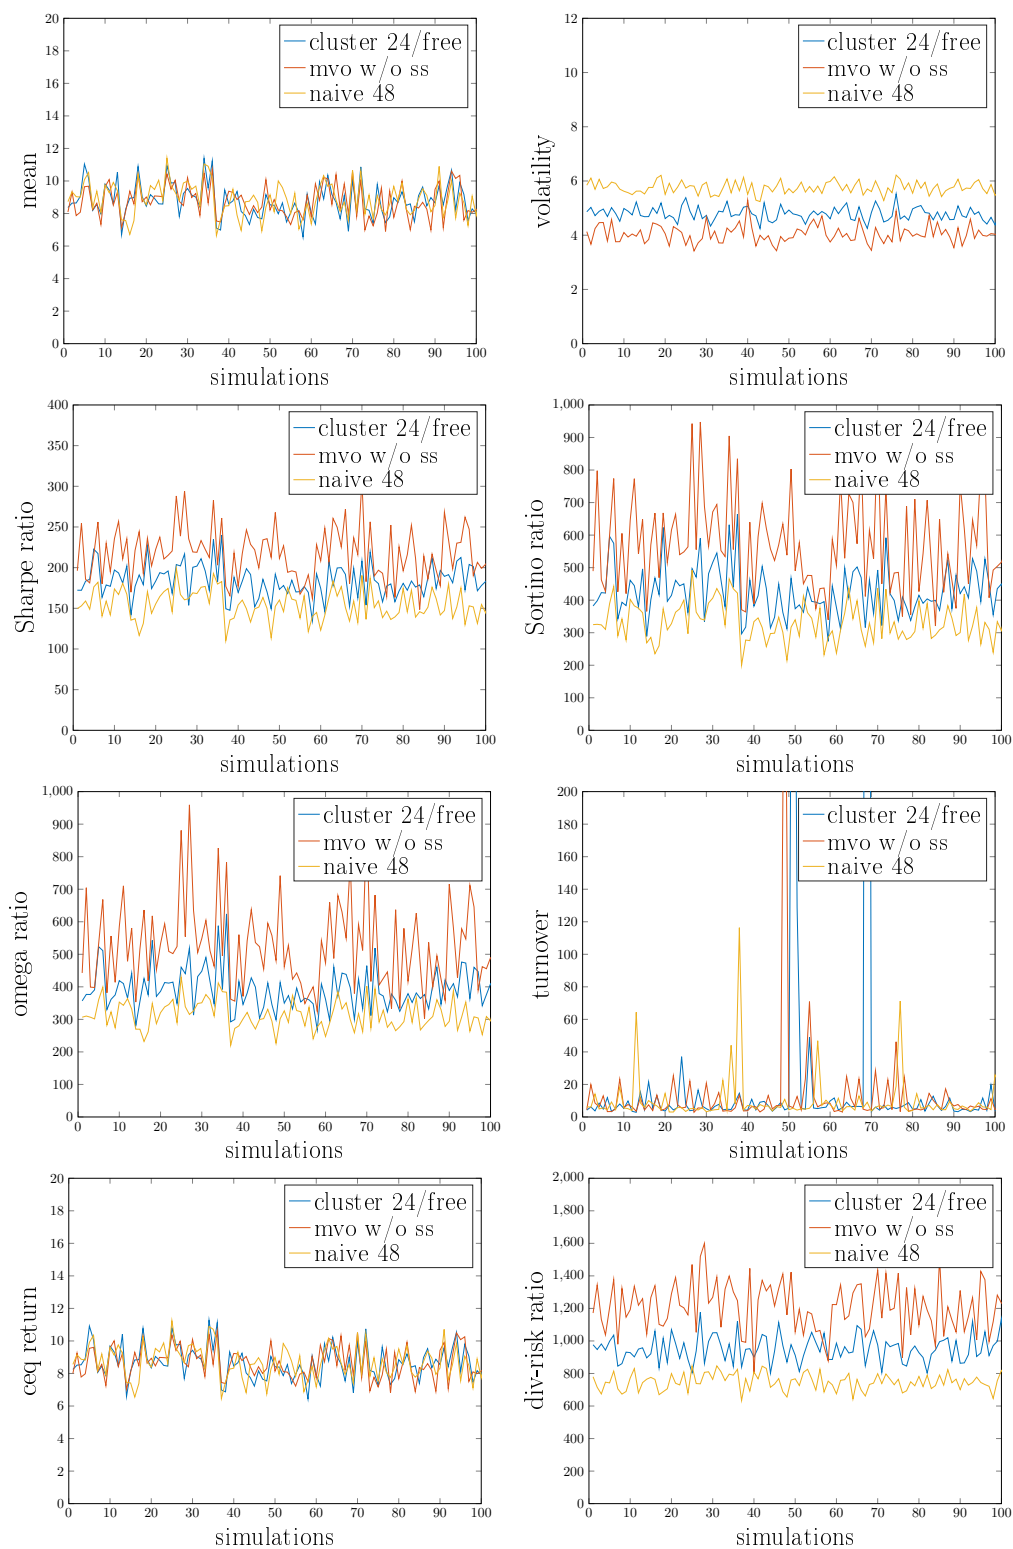 20
18
16
14
12
10
8
6
4
2
0
0 10 20 30 40 50 60 70 80 90 100
mean
simulations
cluster 24/free
mvo w/o ss
naive 48
12
10
8
6
4
2
0
0 10 20 30 40 50 60 70 80 90 100
volatility
simulations
cluster 24/free
mvo w/o ss
naive 48
400
350
300
250
200
150
100
50
0
0 10 20 30 40 50 60 70 80 90 100
Sharpe ratio
simulations
cluster 24/free
mvo w/o ss
naive 48
1,000
900
800
700
600
500
400
300
200
100
0
0 10 20 30 40 50 60 70 80 90 100
Sortino ratio
simulations
cluster 24/free
mvo w/o ss
naive 48
1,000
900
800
700
600
500
400
300
200
100
0
0 10 20 30 40 50 60 70 80 90 100
omega ratio
simulations
cluster 24/free
mvo w/o ss
naive 48
200
180
160
140
120
100
80
60
40
20
0
0 10 20 30 40 50 60 70 80 90 100
turnover
simulations
cluster 24/free
mvo w/o ss
naive 48
20
18
16
14
12
10
8
6
4
2
0
0 10 20 30 40 50 60 70 80 90 100
ceq return
simulations
cluster 24/free
mvo w/o ss
naive 48
2,000
1,800
1,600
1,400
1,200
1,000
800
600
400
200
0
0 10 20 30 40 50 60 70 80 90 100
div-risk ratio
simulations
cluster 24/free
mvo w/o ss
naive 48